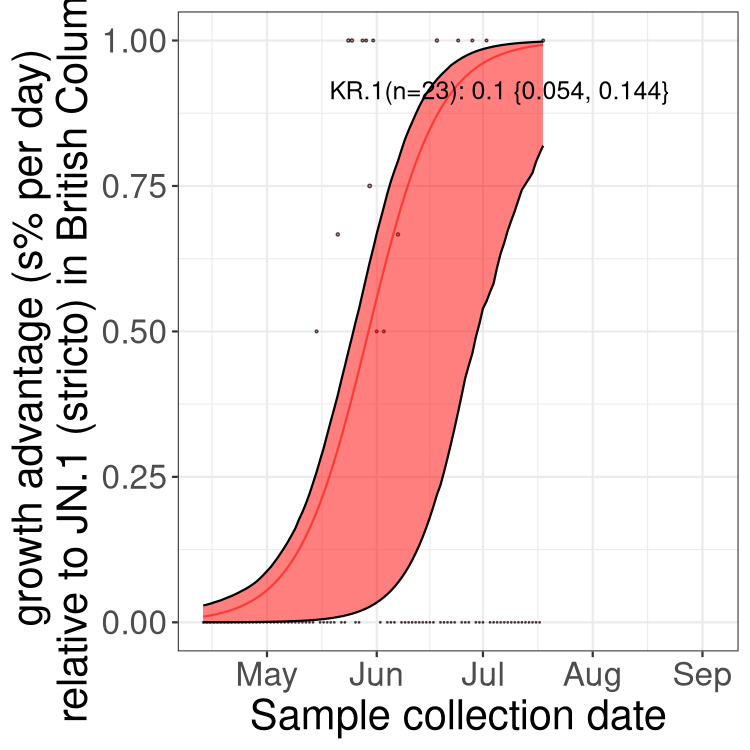 growth advantage (s% per day)
relative to JN.1 (stricto) in British Colum
1.00
0.75
0.50
0.25
0.00
KR.1(n=23): 0.1 {0.054, 0.144}
May Jun Jul Aug Sep
Sample collection date